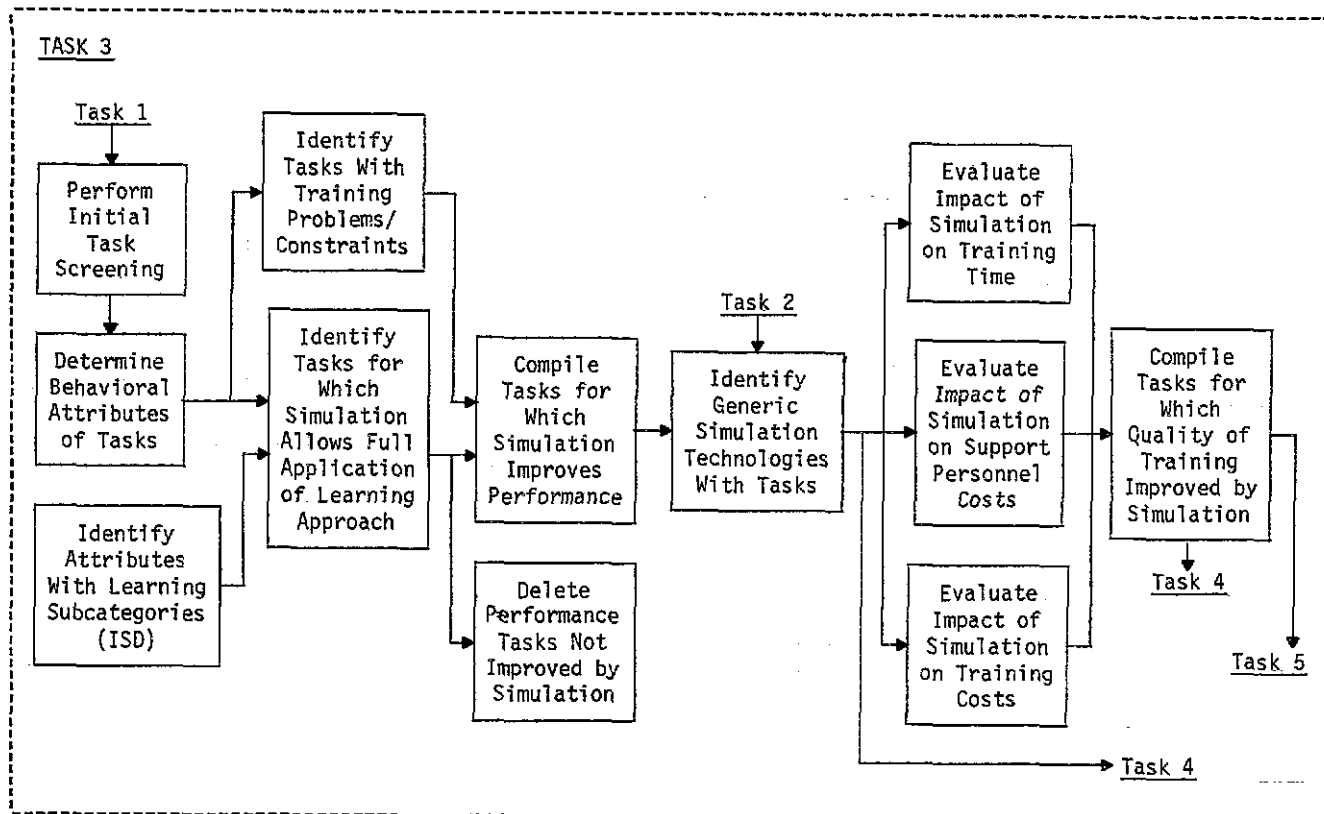 TASK 3
Task 1
Perform
Initial
Task
Screening
Determine
Behavioral
Attributes
of Tasks
Identify
Attributes
With Learning
Subcategories
(ISD)
Identify
Tasks With
Training
Problems/
Constraints
Identify
Tasks for
Which
Simulation
Allows Full
Application
of Learning
Approach
Compile
Tasks for
Which
Simulation
Improves
Performance
Delete
Performance
Tasks Not
Improved by
Simulation
Task 2
Identify
Generic
Simulation
Technologies
With Tasks
Evaluate
Impact of
Simulation
on Training
Time
Evaluate
Impact of
Simulation
on Support
Personnel
Costs
Evaluate
Impact of
Simulation
on Training
Costs
Compile
Tasks for
Which
Quality of
Training
Improved by
Simulation
Task 4
Task 5
Task 4